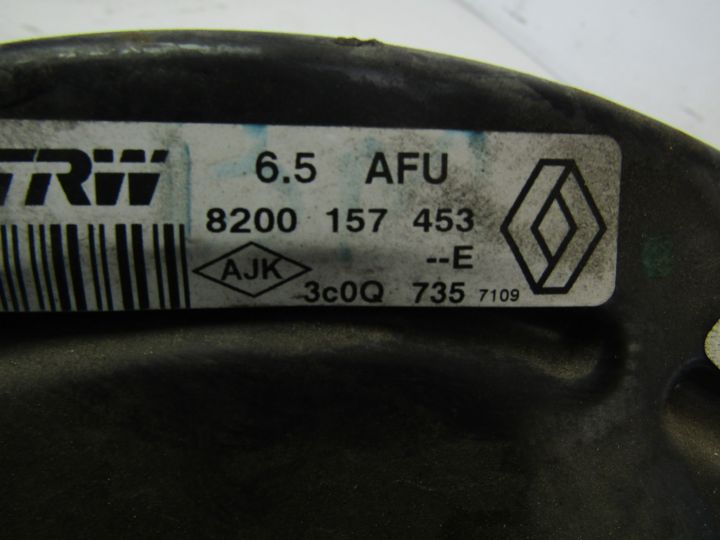 TRW
6.5 AFU
8200 157 453
--E
AJK
3c0Q 735 7109